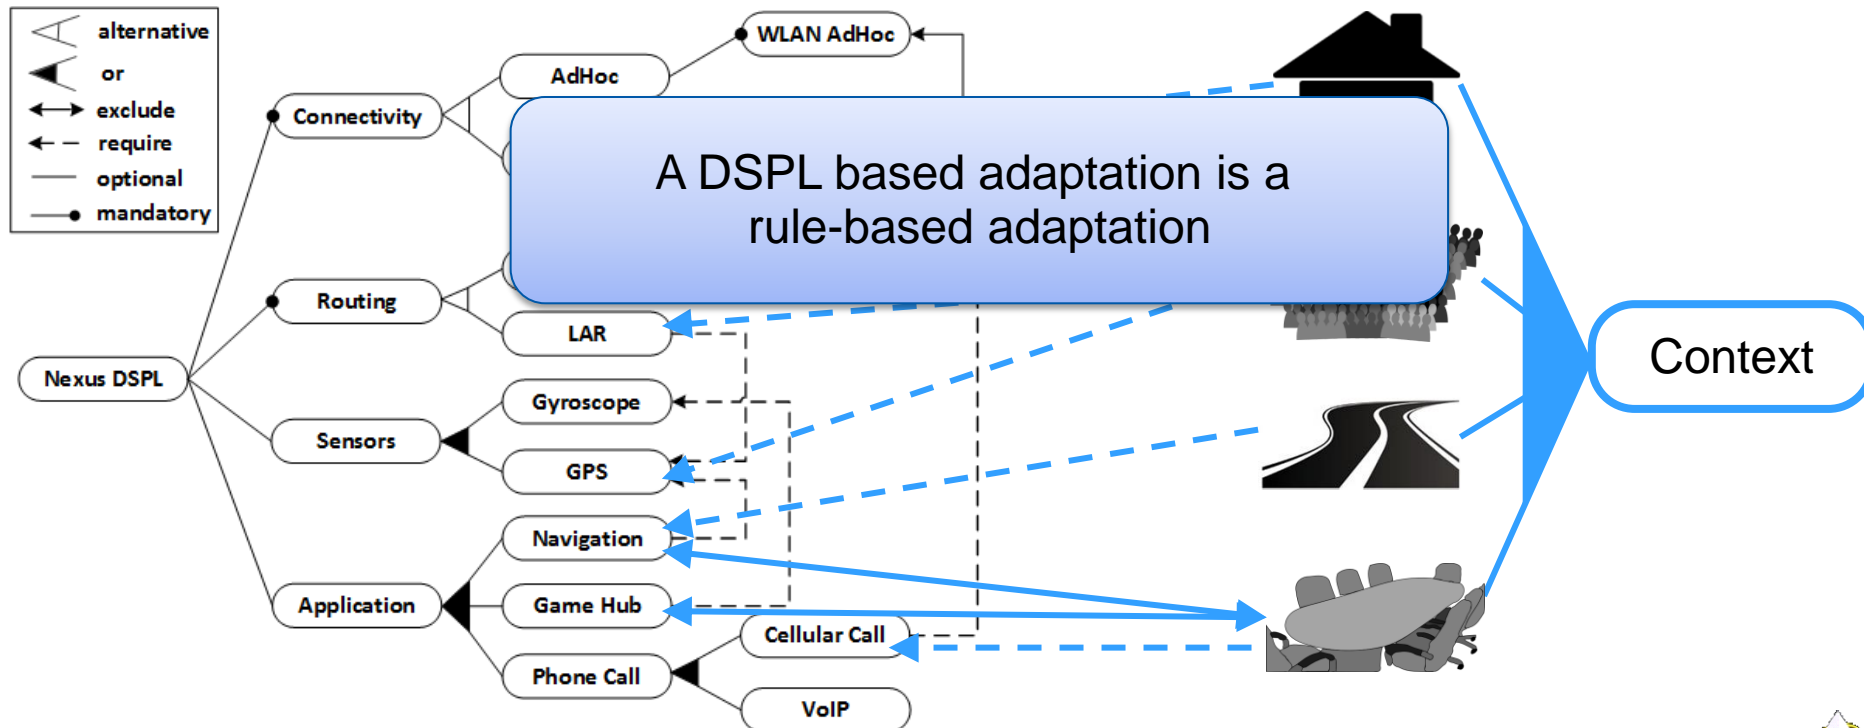 alternative
or
exclude
require
optional
mandatory
WLAN AdHoc
AdHoc
Connectivity
A DSPL based adaptation is a
rule-based adaptation
Routing
LAR
Nexus DSPL
Context
Gyroscope
Sensors
GPS
Navigation
Application
Game Hub
Cellular Call
Phone Call
VoIP